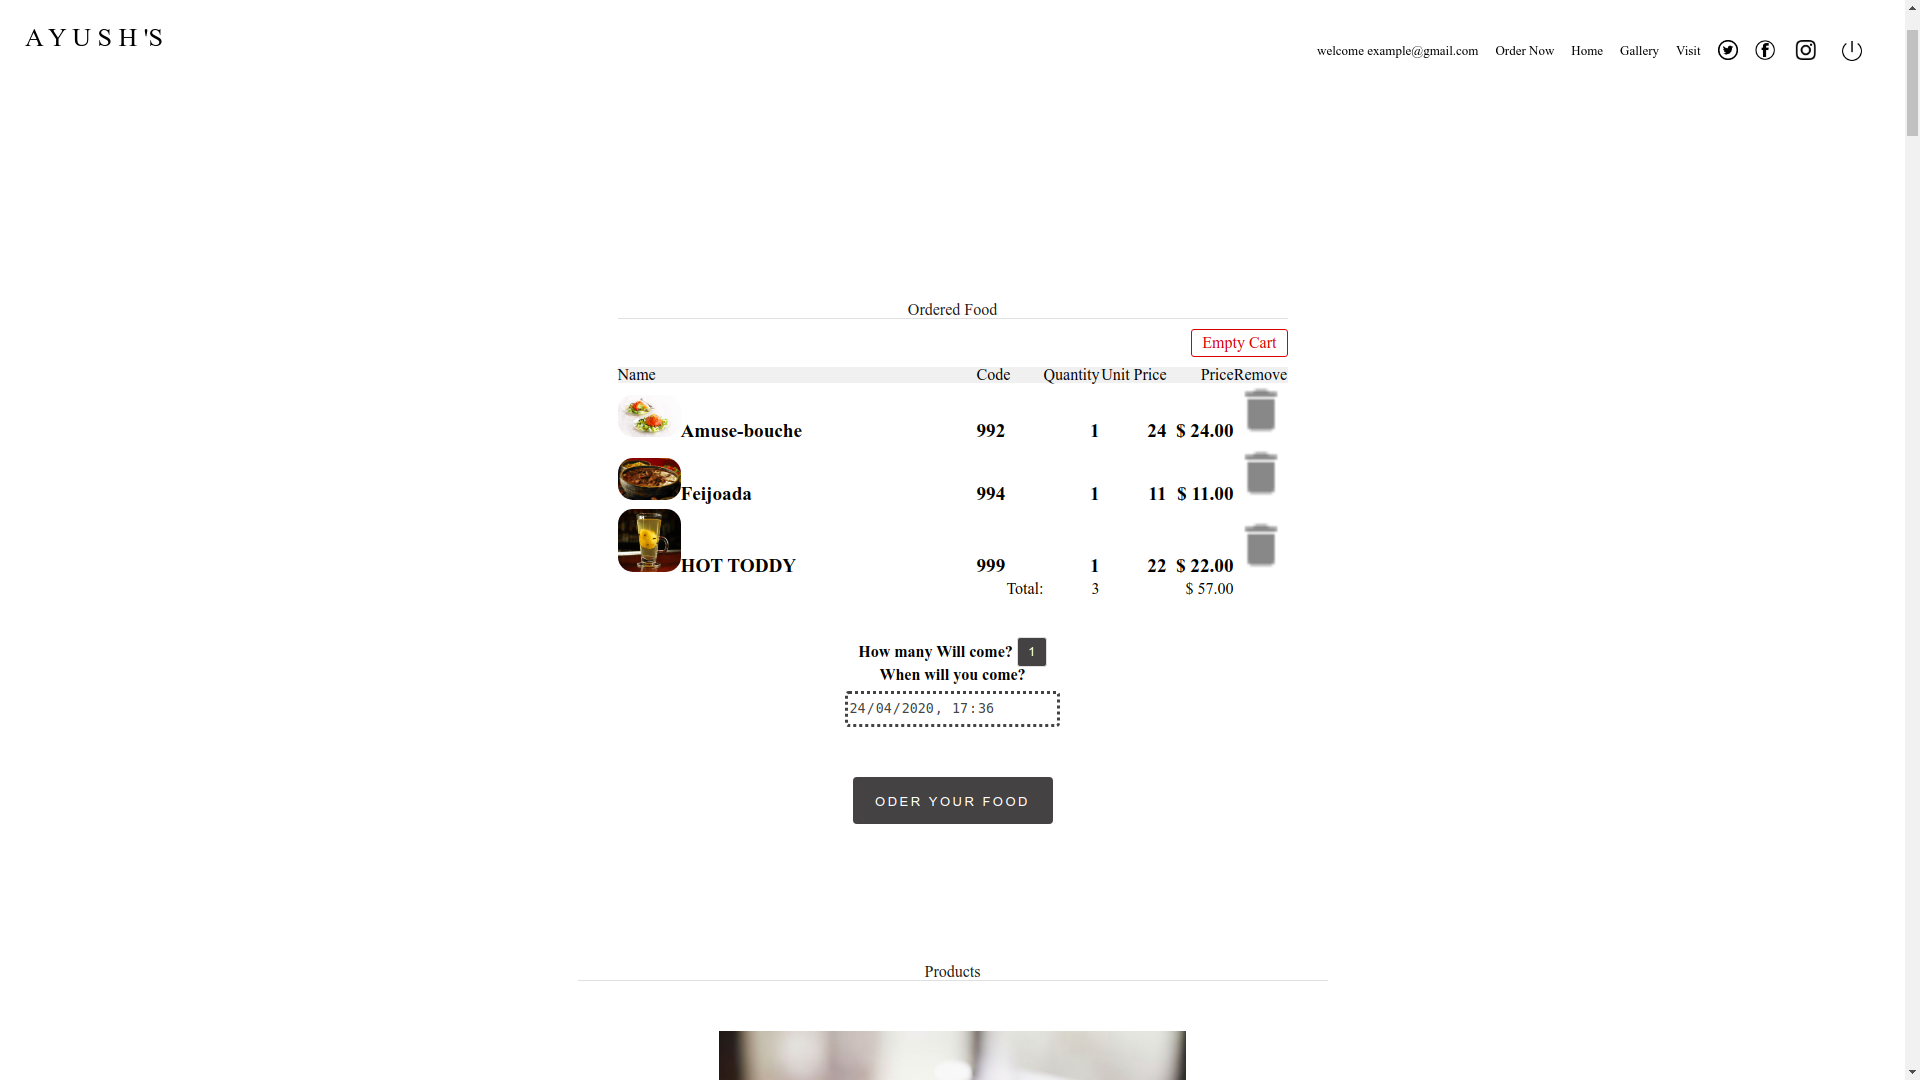 AYUSH'S
welcome example@gmail.com Order Now Home Gallery Visit
Ordered Food
Empty Cart
Name Code Quantity Unit Price Price Remove
Amuse-bouche 992 1 24 $ 24.00
Feijoada 994 1 11 $ 11.00
HOT TODDY 999 1 22 $ 22.00
Total: 3 $ 57.00
How many Will come? 1
When will you come?
24/04/2020, 17:36
ODER YOUR FOOD
Products